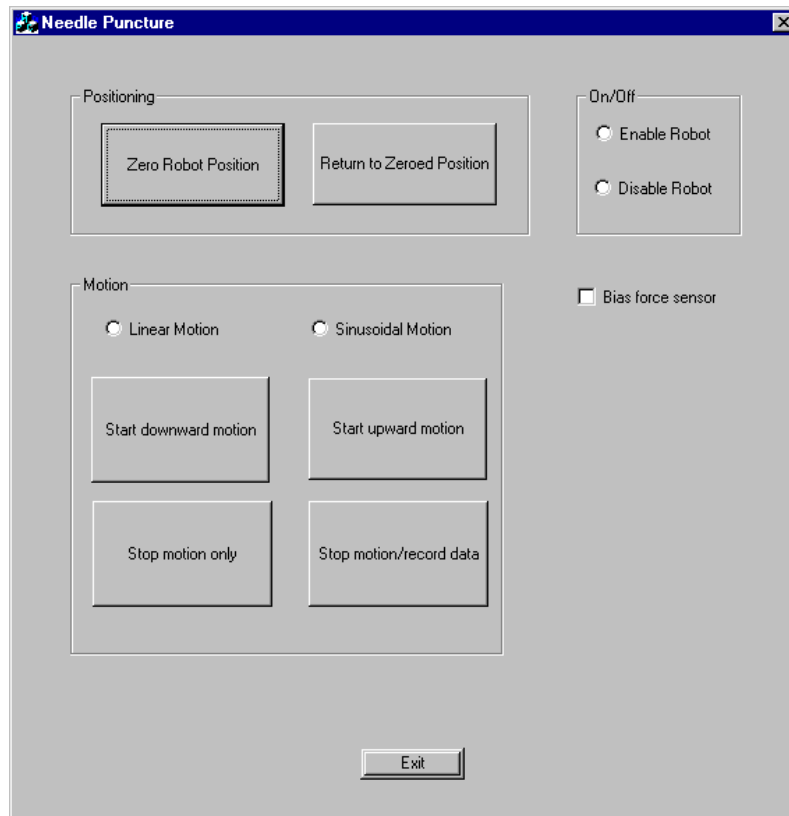 Needle Puncture
Positioning
Zero Robot Position
Return to Zeroed Position
On/Off
Enable Robot
Disable Robot
Motion
Linear Motion
Sinusoidal Motion
Bias force sensor
Start downward motion
Start upward motion
Stop motion only
Stop motion/record data
Exit